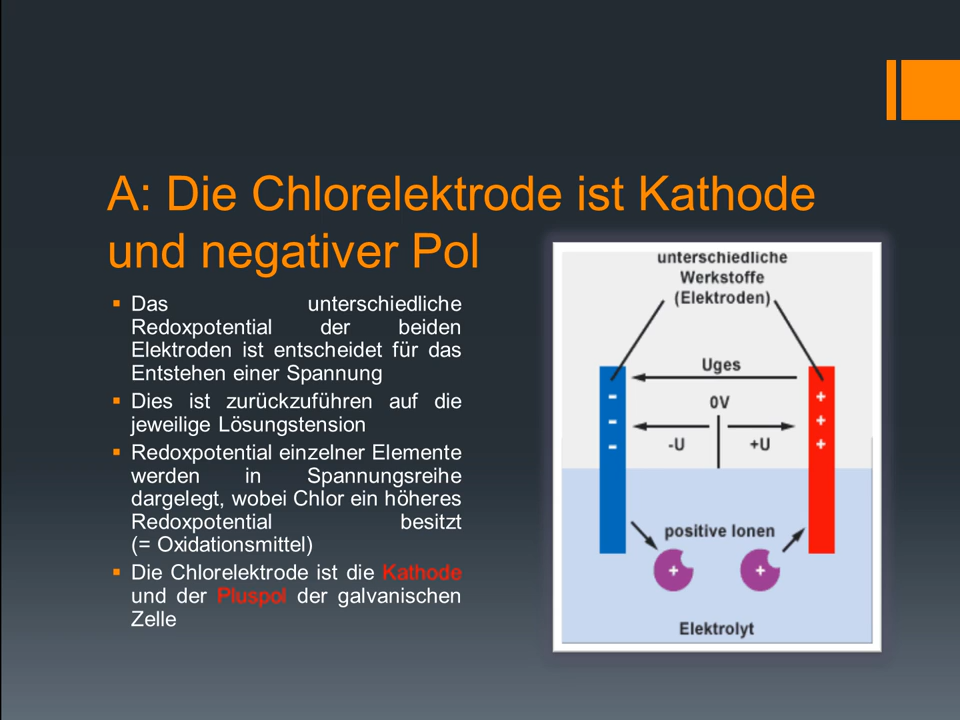 A: Die Chlorelektrode ist Kathode
und negativer Pol
Das unterschiedliche
Redoxpotential der beiden
Elektroden ist entscheidet für das
Entstehen einer Spannung
Dies ist zurückzuführen auf die
jeweilige Lösungstension
Redoxpotential einzelner Elemente
werden in Spannungsreihe
dargelegt, wobei Chlor ein höheres
Redoxpotential besitzt
(= Oxidationsmittel)
Die Chlorelektrode ist die Kathode
und der Pluspol der galvanischen
Zelle
unterschiedliche
Werkstoffe
(Elektroden)
Uges
0V
-U
+U
-
-
-
+
+
+
positive Ionen
+
+
Elektrolyt